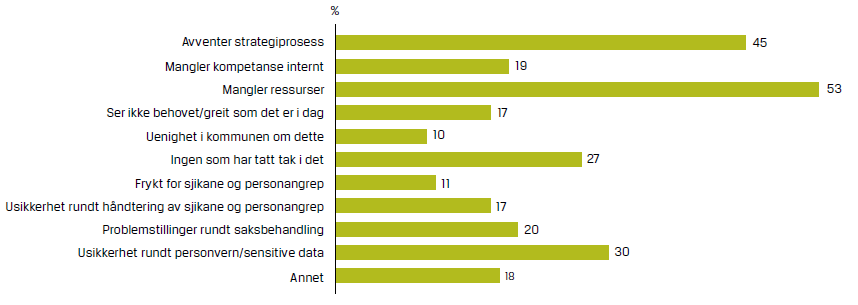 %
Avventer strategiprosess 45
Mangler kompetanse internt 19
Mangler ressurser 53
Ser ikke behovet/greit som det er i dag 17
Uenighet i kommunen om dette 10
Ingen som har tatt tak i det 27
Frykt for sjikane og personangrep 11
Usikkerhet rundt håndtering av sjikane og personangrep 17
Problemstillinger rundt saksbehandling 20
Usikkerhet rundt personvern/sensitive data 30
Annet 18